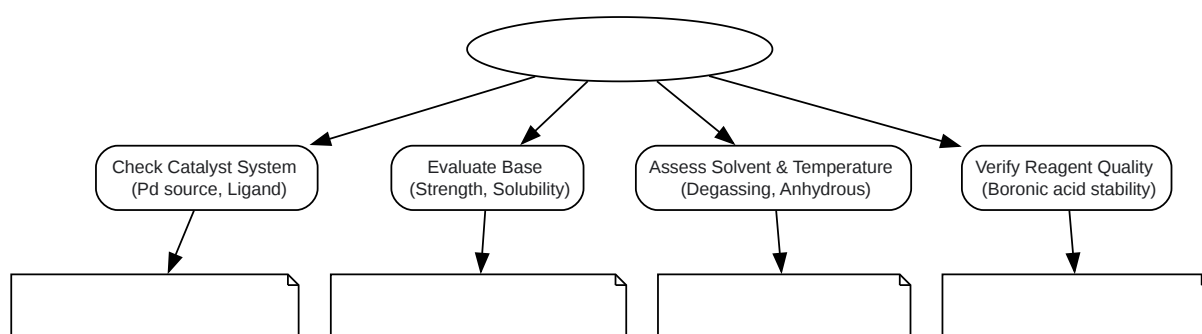 Check Catalyst System
(Pd source, Ligand)
Evaluate Base
(Strength, Solubility)
Assess Solvent & Temperature
(Degassing, Anhydrous)
Verify Reagent Quality
(Boronic acid stability)